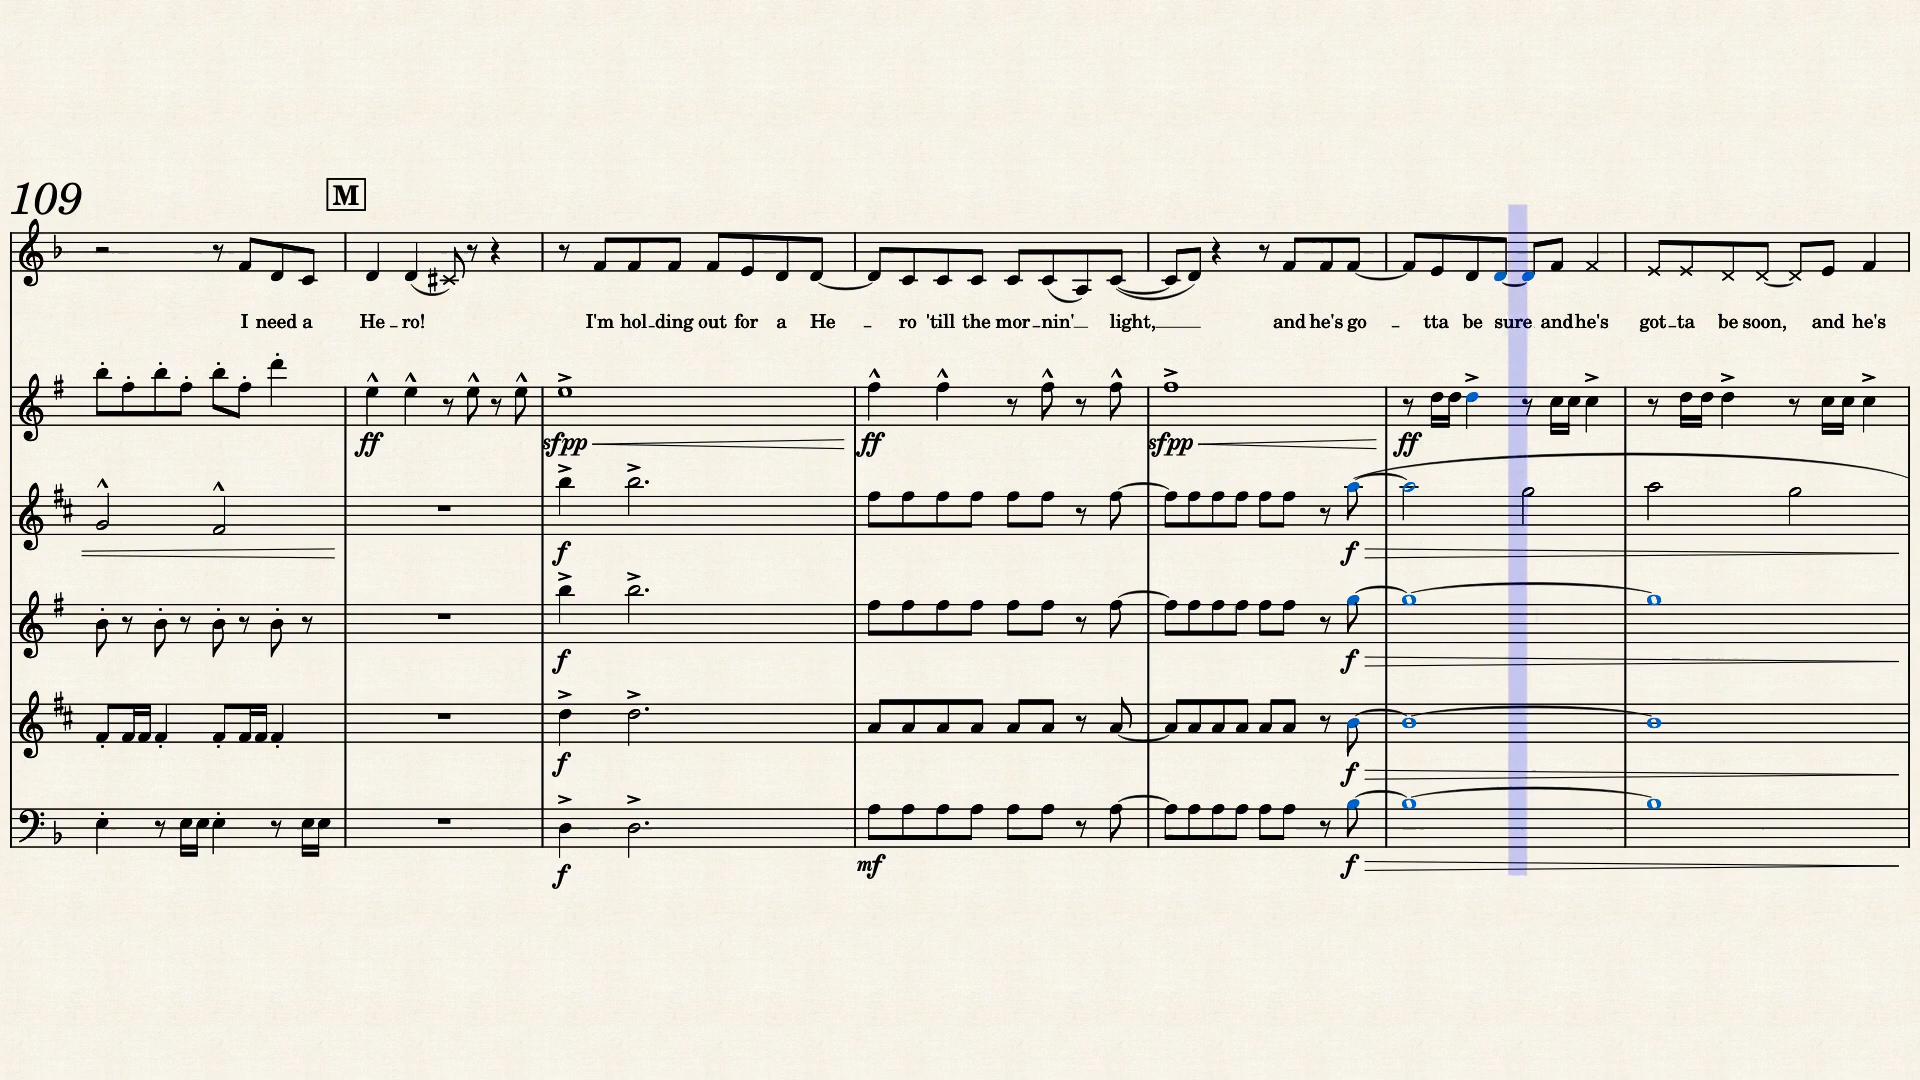 109
M
I need a He - ro! I'm hol - ding out for a He - ro 'till the mor - nin' light, and he's go - tta be sure and he's got - ta be soon, and he's
ff sfpp ff sfpp ff
f f
f f
f f
f mf f